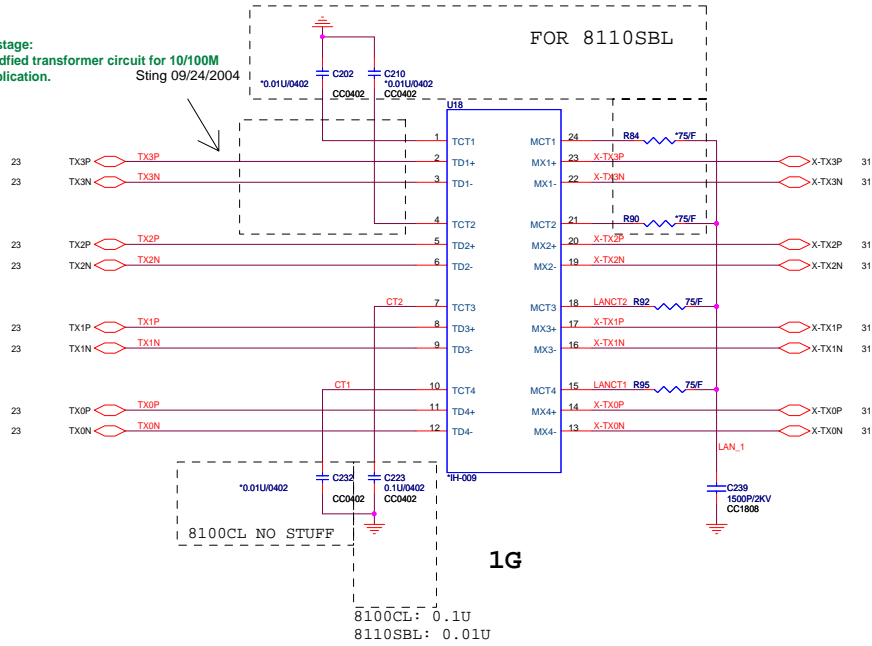 FOR 8110SBL
stage:
dfied transformer circuit for 10/100M
plication.
Sting 09/24/2004
C202
*0.01U/0402
CC0402
C210
*0.01U/0402
CC0402
U18
1 TCT1 MCT1 24 R84 *75/F
23 TX3P TX3P 2 TD1+ MX1+ 23 X-TX3P X-TX3P 31
23 TX3N TX3N 3 TD1- MX1- 22 X-TX3N X-TX3N 31
4 TCT2 MCT2 21 R90 *75/F
23 TX2P TX2P 5 TD2+ MX2+ 20 X-TX2P X-TX2P 31
23 TX2N TX2N 6 TD2- MX2- 19 X-TX2N X-TX2N 31
CT2 7 TCT3 MCT3 18 LANCT2 R92 75/F
23 TX1P TX1P 8 TD3+ MX3+ 17 X-TX1P X-TX1P 31
23 TX1N TX1N 9 TD3- MX3- 16 X-TX1N X-TX1N 31
CT1 10 TCT4 MCT4 15 LANCT1 R95 75/F
23 TX0P TX0P 11 TD4+ MX4+ 14 X-TX0P X-TX0P 31
23 TX0N TX0N 12 TD4- MX4- 13 X-TX0N X-TX0N 31
LAN_1
*IH-009
C232
*0.01U/0402
CC0402
C223
0.1U/0402
CC0402
C239
1500P/2KV
CC1808
8100CL NO STUFF
1G
8100CL: 0.1U
8110SBL: 0.01U